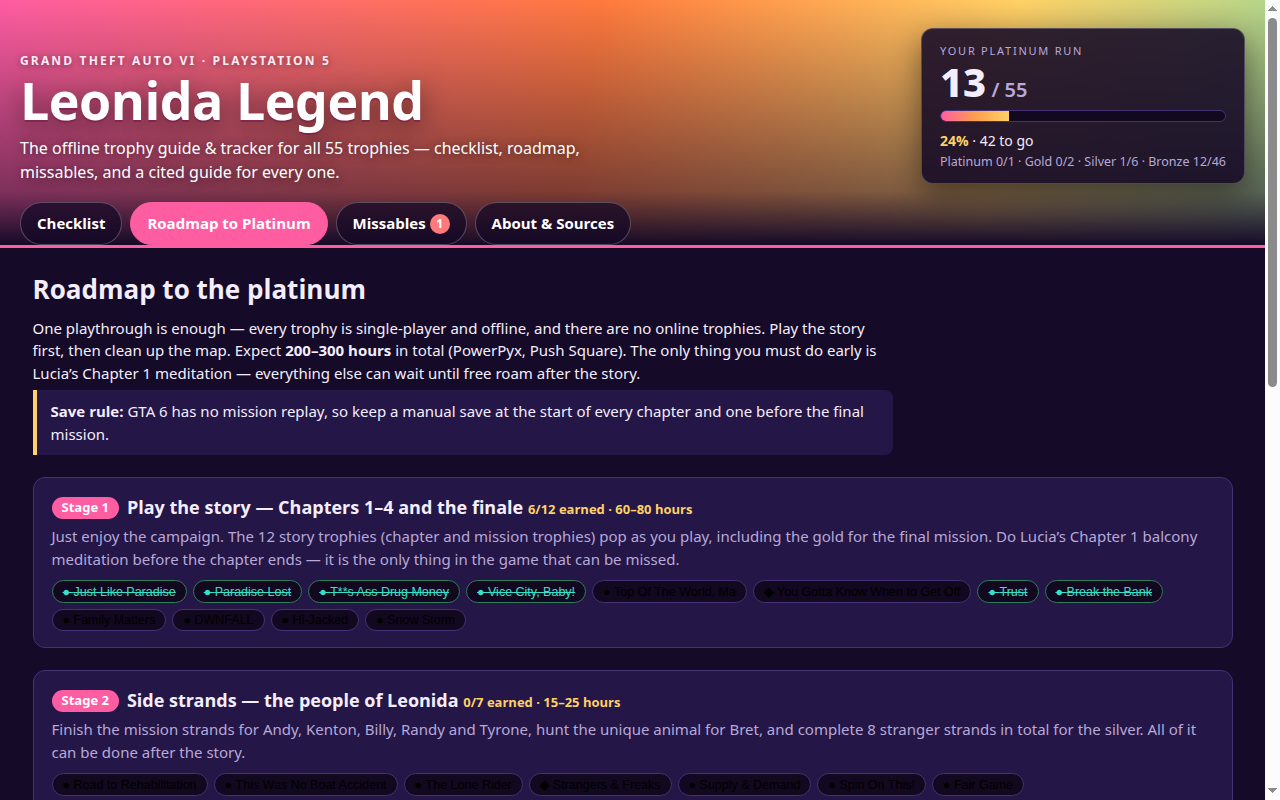 GRAND THEFT AUTO VI · PLAYSTATION 5
Leonida Legend
The offline trophy guide & tracker for all 55 trophies — checklist, roadmap,
missables, and a cited guide for every one.
YOUR PLATINUM RUN
13 / 55
24% · 42 to go
Platinum 0/1 · Gold 0/2 · Silver 1/6 · Bronze 12/46
Checklist
Roadmap to Platinum
Missables 1
About & Sources
Roadmap to the platinum
One playthrough is enough — every trophy is single-player and offline, and there are no online trophies. Play the story
first, then clean up the map. Expect 200–300 hours in total (PowerPyx, Push Square). The only thing you must do early is
Lucia’s Chapter 1 meditation — everything else can wait until free roam after the story.
Save rule: GTA 6 has no mission replay, so keep a manual save at the start of every chapter and one before the final
mission.
Stage 1 Play the story — Chapters 1–4 and the finale 6/12 earned · 60–80 hours
Just enjoy the campaign. The 12 story trophies (chapter and mission trophies) pop as you play, including the gold for the final mission. Do Lucia’s Chapter 1 balcony
meditation before the chapter ends — it is the only thing in the game that can be missed.
● Just Like Paradise ● Paradise Lost ● T**s Ass Drug Money ● Vice City, Baby! ● Top Of The World, Ma ◆ You Gotta Know When to Get Off ● Trust ● Break the Bank
● Family Matters ● DWNFALL ● Hi-Jacked ● Snow Storm
Stage 2 Side strands — the people of Leonida 0/7 earned · 15–25 hours
Finish the mission strands for Andy, Kenton, Billy, Randy and Tyrone, hunt the unique animal for Bret, and complete 8 stranger strands in total for the silver. All of it
can be done after the story.
● Road to Rehabilitation ● This Was No Boat Accident ● The Lone Rider ◆ Strangers & Freaks ● Supply & Demand ● Spin On This! ● Fair Game